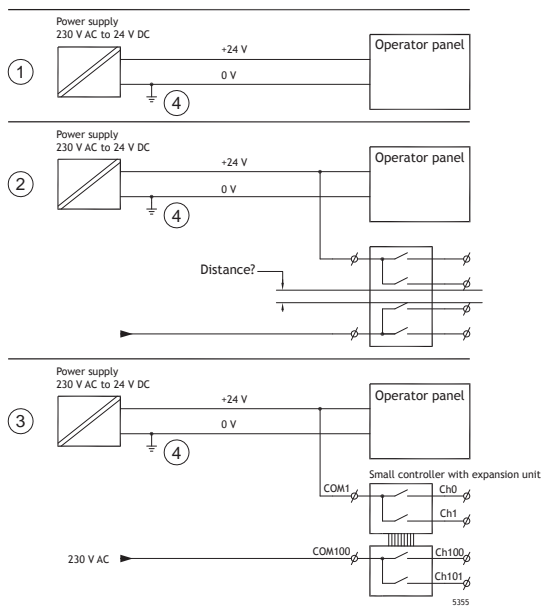 Power supply
230 V AC to 24 V DC
+24 V
Operator panel
1
0 V
4
Power supply
230 V AC to 24 V DC
+24 V
Operator panel
2
0 V
4
Distance?
Power supply
230 V AC to 24 V DC
+24 V
Operator panel
3
0 V
4
Small controller with expansion unit
COM1
Ch0
Ch1
230 V AC
COM100
Ch100
Ch101
5355